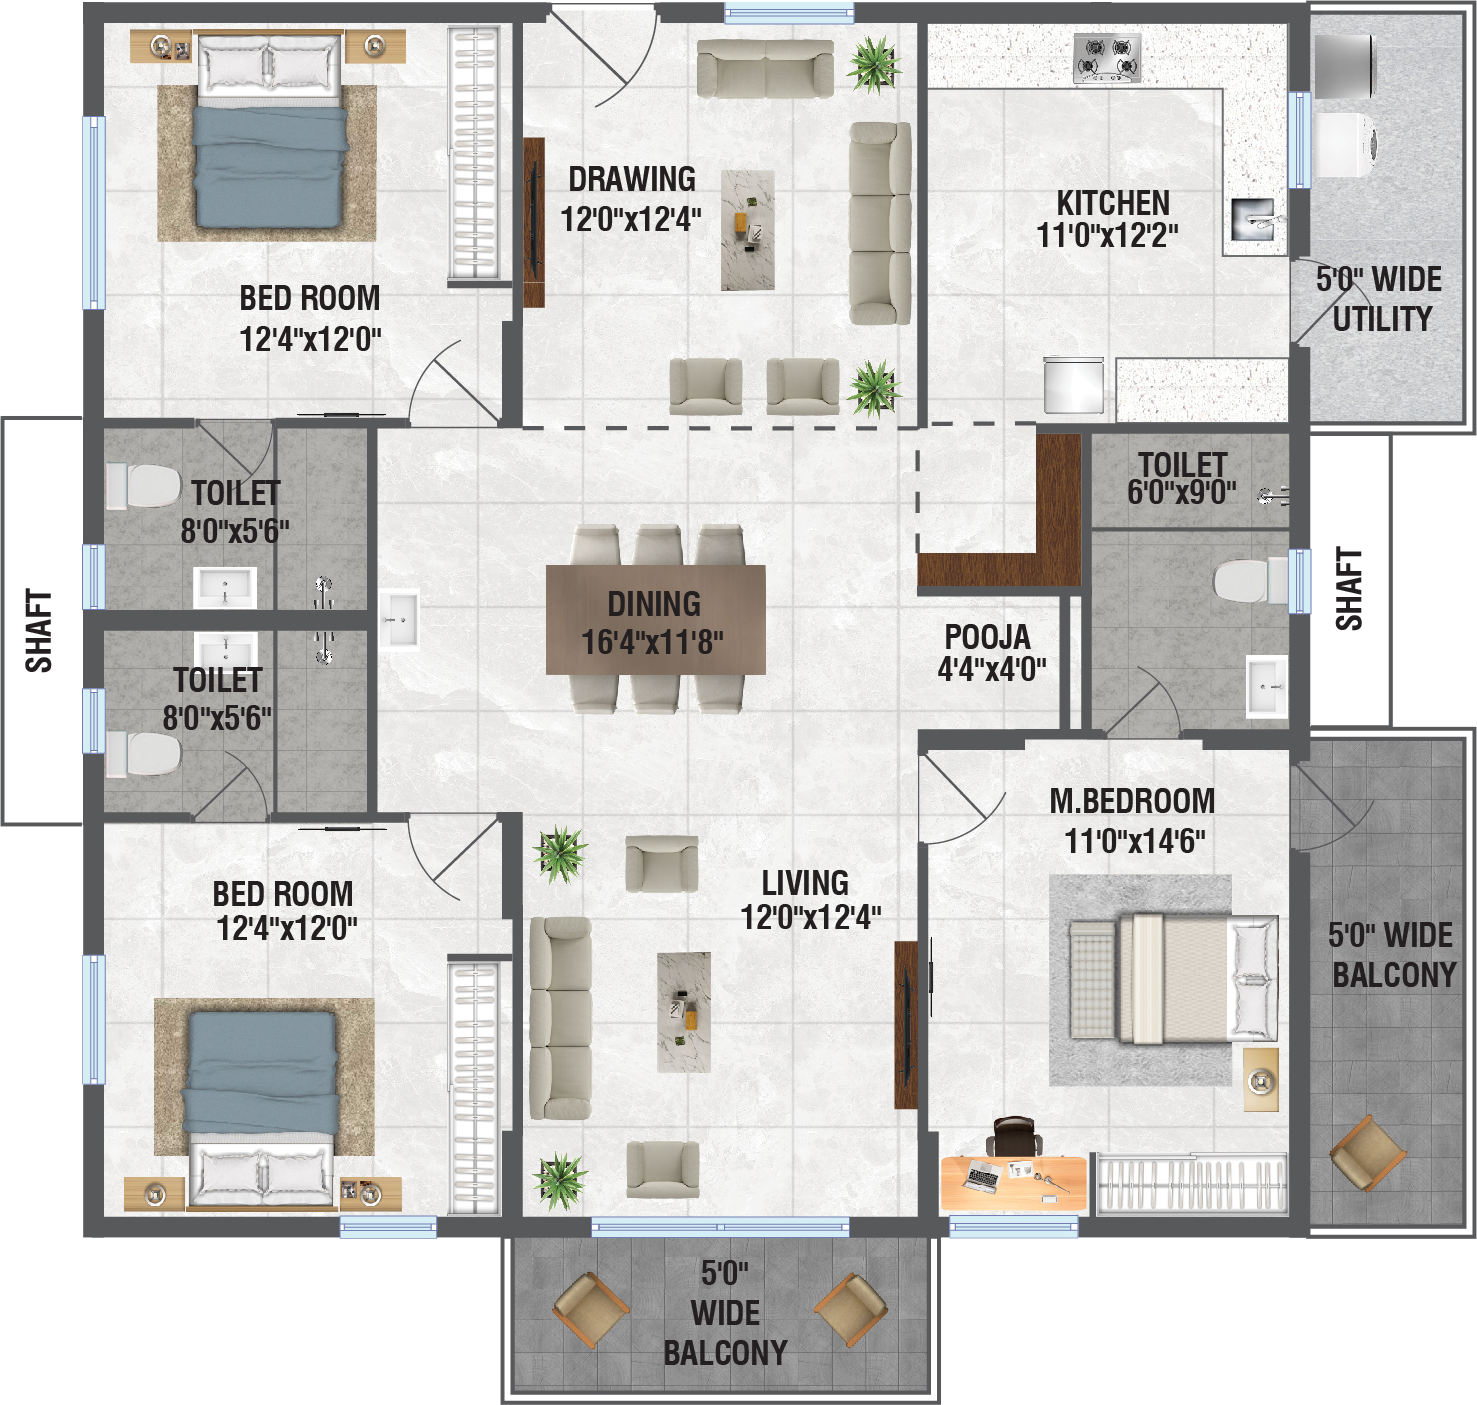 DRAWING
12'0"x12'4"
KITCHEN
11'0"x12'2"
5'0" WIDE
UTILITY
BED ROOM
12'4"x12'0"
TOILET
8'0"x5'6"
TOILET
6'0"x9'0"
SHAFT
DINING
16'4"x11'8"
POOJA
4'4"x4'0"
SHAFT
TOILET
8'0"x5'6"
M.BEDROOM
11'0"x14'6"
BED ROOM
12'4"x12'0"
LIVING
12'0"x12'4"
5'0" WIDE
BALCONY
5'0"
WIDE
BALCONY